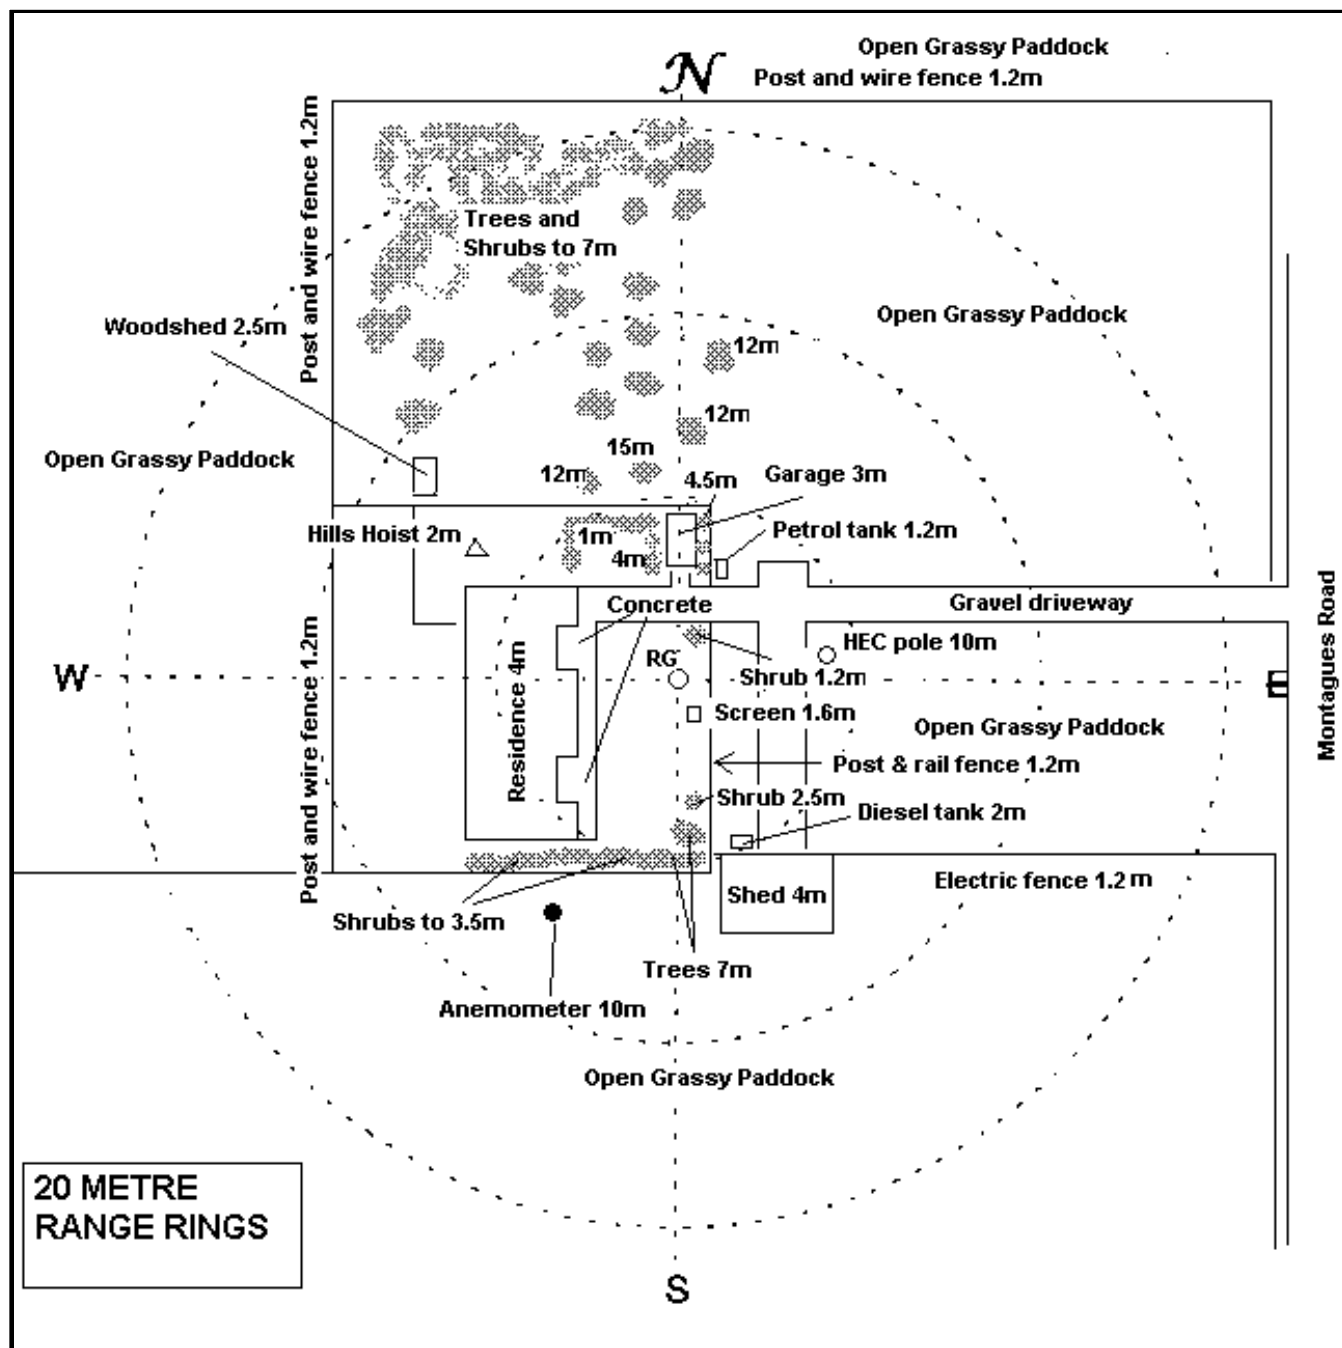 Open Grassy Paddock
N
Post and wire fence 1.2m
Post and wire fence 1.2m
Trees and
Shrubs to 7m
Open Grassy Paddock
Woodshed 2.5m
12m
12m
15m
Open Grassy Paddock
12m
4.5m
Garage 3m
Hills Hoist 2m
1m
Petrol tank 1.2m
4m
Concrete
Gravel driveway
Montagues Road
Post and wire fence 1.2m
Residence 4m
RG
HEC pole 10m
W
Shrub 1.2m
E
Screen 1.6m
Open Grassy Paddock
Post & rail fence 1.2m
Shrub 2.5m
Diesel tank 2m
Shed 4m
Electric fence 1.2 m
Shrubs to 3.5m
Trees 7m
Anemometer 10m
Open Grassy Paddock
20 METRE
RANGE RINGS
S